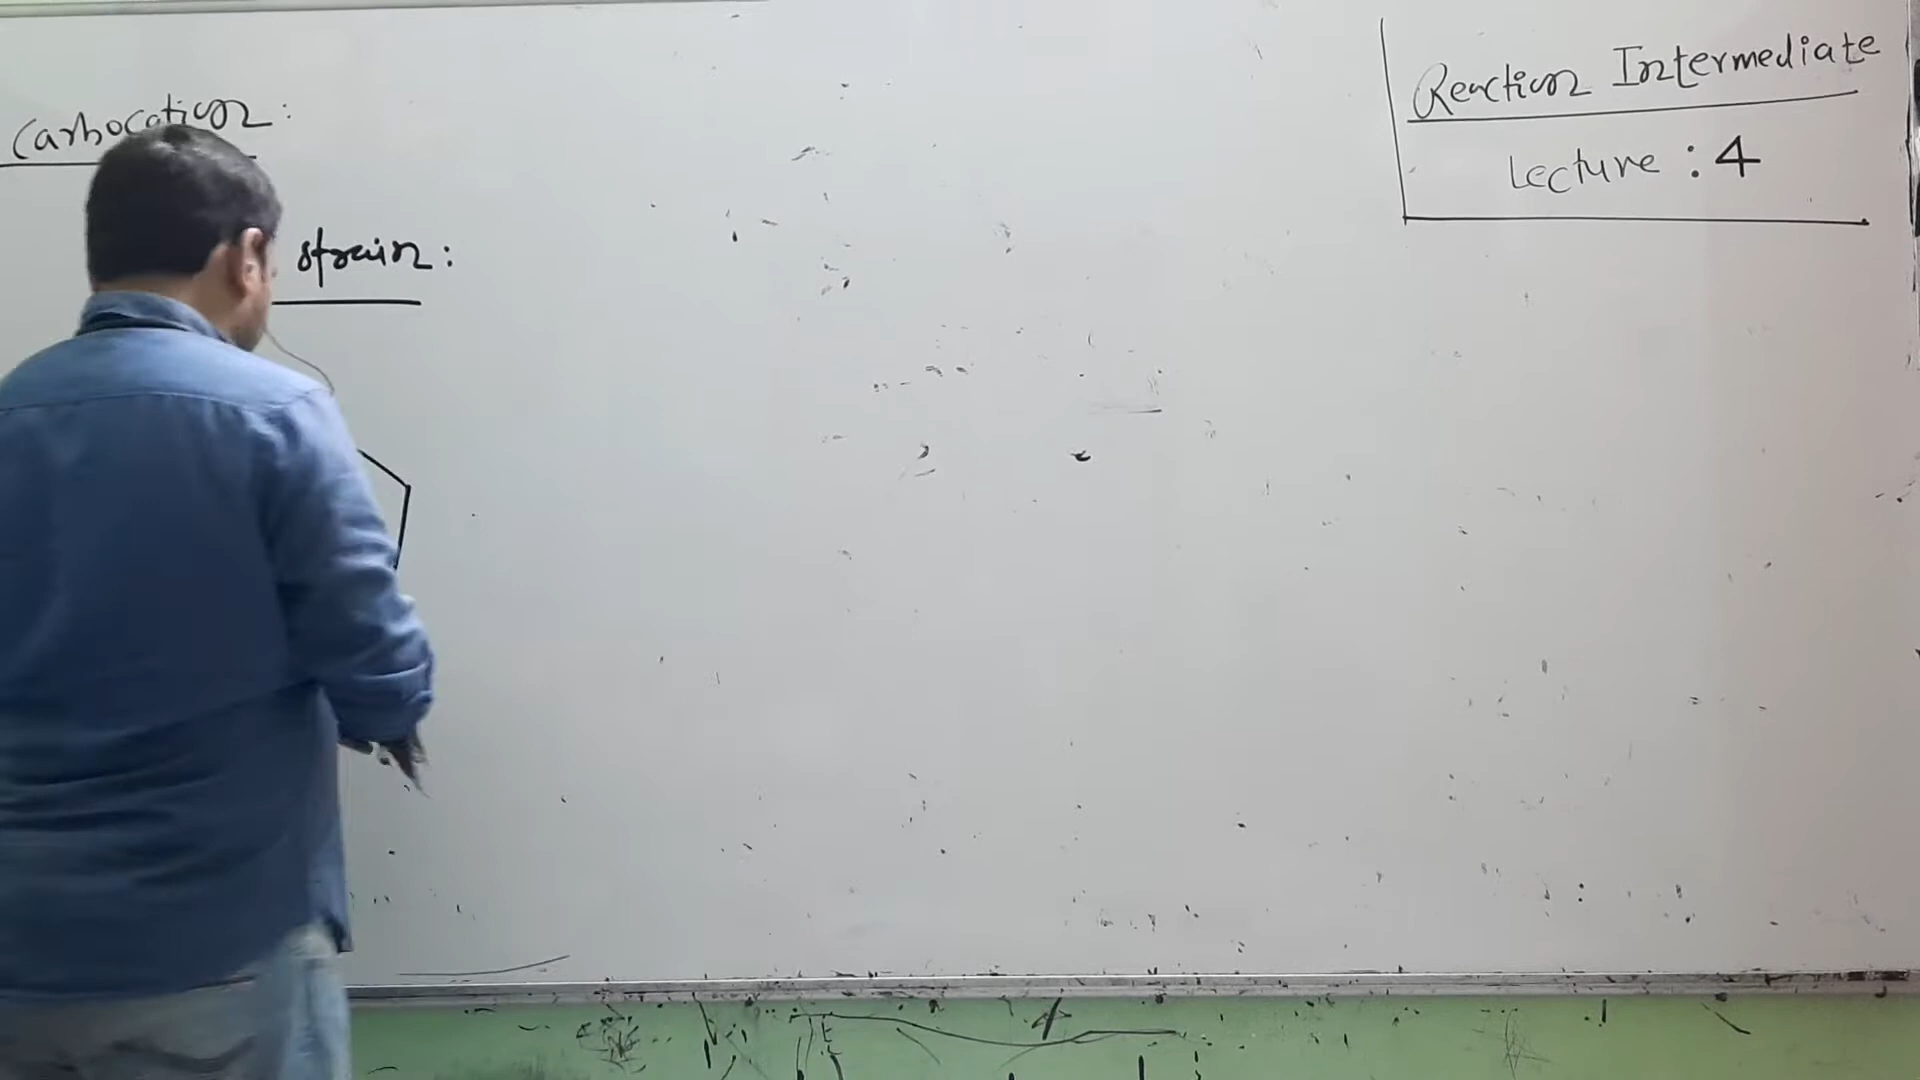 Carbocation:
strain:
Reaction Intermediate
Lecture : 4